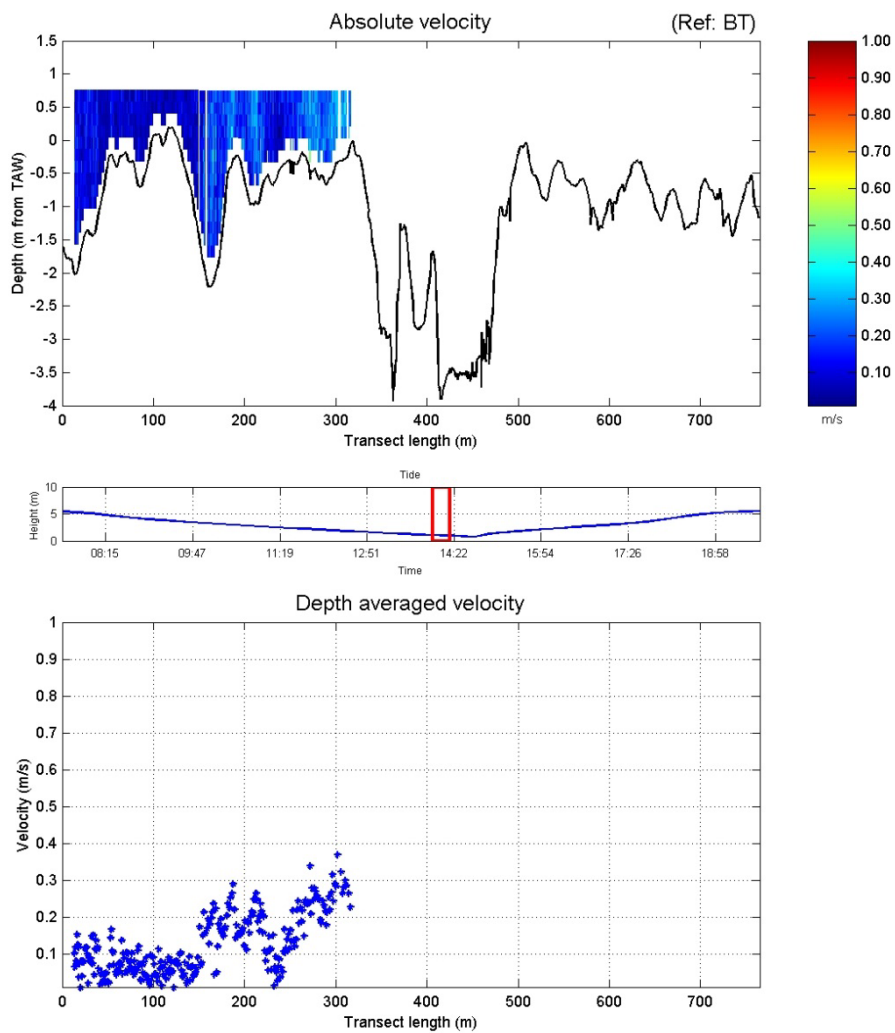 Absolute velocity (Ref: BT)
1.5
1
0.5
0
-0.5
-1
-1.5
-2
-2.5
-3
-3.5
-4
Depth (m from TAW)
0 100 200 300 400 500 600 700
Transect length (m)
1.00
0.90
0.80
0.70
0.60
0.50
0.40
0.30
0.20
0.10
m/s
Tide
10
5
0
Height (m)
08:15 09:47 11:19 12:51 14:22 15:54 17:26 18:58
Time
Depth averaged velocity
1
0.9
0.8
0.7
0.6
0.5
0.4
0.3
0.2
0.1
Velocity (m/s)
0 100 200 300 400 500 600 700
Transect length (m)